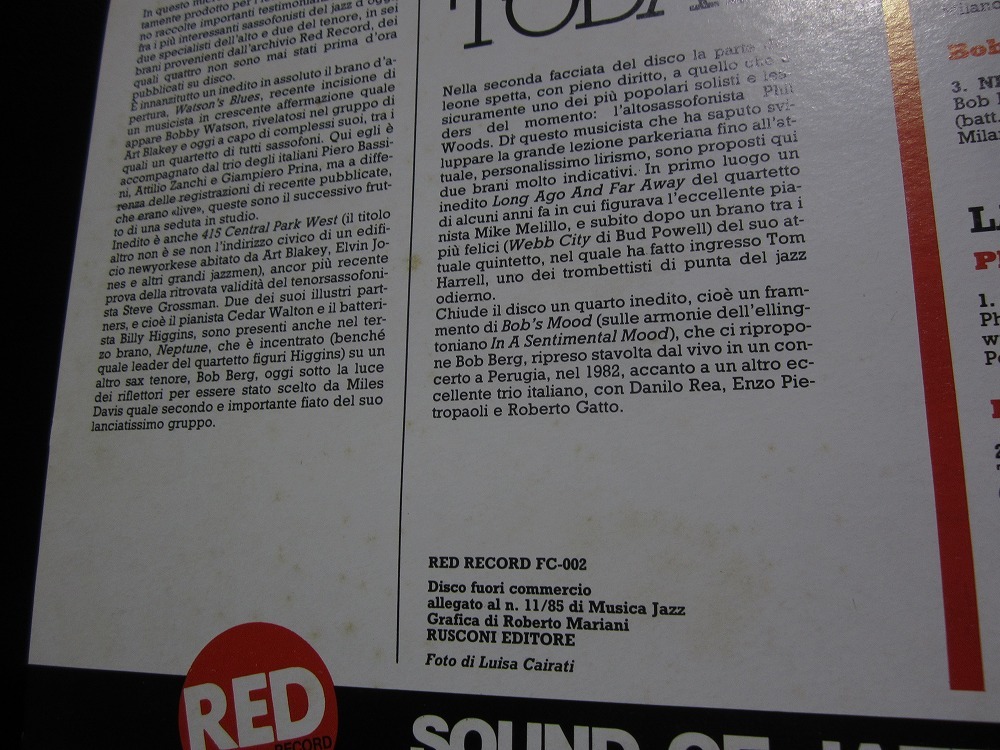 In questo
tamente prodotto per
no raccolte importanti testimonian
fra i più interessanti sassofonisti del jazz d'oggi,
due specialisti dell'alto e due del tenore, in sei
brani provenienti dall'archivio Red Record, dei
quali quattro non sono mai stati prima d'ora
pubblicati su disco.
È innanzitutto un inedito in assoluto il brano d'a-
pertura, Watson's Blues, recente incisione di
un musicista in crescente affermazione quale
appare Bobby Watson, rivelatosi nel gruppo di
Art Blakey e oggi a capo di complessi suoi, tra i
quali un quartetto di tutti sassofoni. Qui egli è
accompagnato dal trio degli italiani Piero Bassi-
ni, Attilio Zanchi e Giampiero Prina, ma a diffe-
renza delle registrazioni di recente pubblicate,
che erano «live», queste sono il successivo frut-
to di una seduta in studio.
Inedito è anche 415 Central Park West (il titolo
altro non è se non l'indirizzo civico di un edifi-
cio newyorkese abitato da Art Blakey, Elvin Jo-
nes e altri grandi jazzmen), ancor più recente
prova della ritrovata validità del tenorsassofoni-
sta Steve Grossman. Due dei suoi illustri part-
ners, e cioè il pianista Cedar Walton e il batteri-
sta Billy Higgins, sono presenti anche nel ter-
zo brano, Neptune, che è incentrato (benché
quale leader del quartetto figuri Higgins) su un
altro sax tenore, Bob Berg, oggi sotto la luce
dei riflettori per essere stato scelto da Miles
Davis quale secondo e importante fiato del suo
lanciatissimo gruppo.
TODA
Nella seconda facciata del disco la parte del
leone spetta, con pieno diritto, a quello che è
sicuramente uno dei più popolari solisti e lea-
ders del momento: l'altosassofonista Phil
Woods. Di questo musicista che ha saputo svi-
luppare la grande lezione parkeriana fino all'at-
tuale, personalissimo lirismo, sono proposti qui
due brani molto indicativi. In primo luogo un
inedito Long Ago And Far Away del quartetto
di alcuni anni fa in cui figurava l'eccellente pia-
nista Mike Melillo, e subito dopo un brano tra i
più felici (Webb City di Bud Powell) del suo at-
tuale quintetto, nel quale ha fatto ingresso Tom
Harrell, uno dei trombettisti di punta del jazz
odierno.
Chiude il disco un quarto inedito, cioè un fram-
mento di Bob's Mood (sulle armonie dell'elling-
toniano In A Sentimental Mood), che ci ripropo-
ne Bob Berg, ripreso stavolta dal vivo in un con-
certo a Perugia, nel 1982, accanto a un altro ec-
cellente trio italiano, con Danilo Rea, Enzo Pie-
tropaoli e Roberto Gatto.
RED RECORD FC-002
Disco fuori commercio
allegato al n. 11/85 di Musica Jazz
Grafica di Roberto Mariani
RUSCONI EDITORE
Foto di Luisa Cairati
Bob
3. NE
Bob
(batt.
Mila
1.
Ph
RED
RECORD
SOUND OF JA